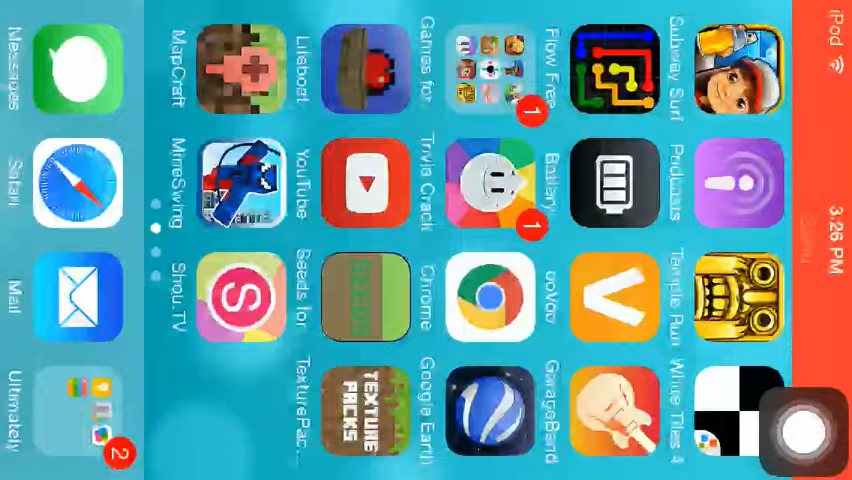 iPod 3:26 PM
Subway Surf Podcasts Temple Run White Tiles 4
Flow Free Battery ooVoo GarageBand
1
Games for Trivia Crack Chrome Google Earth
1
Lifeboat YouTube Seeds for TexturePac...
TEXTURE PACKS
MapCraft MineSwing Shou.TV
Messages Safari Mail Ultimately
2